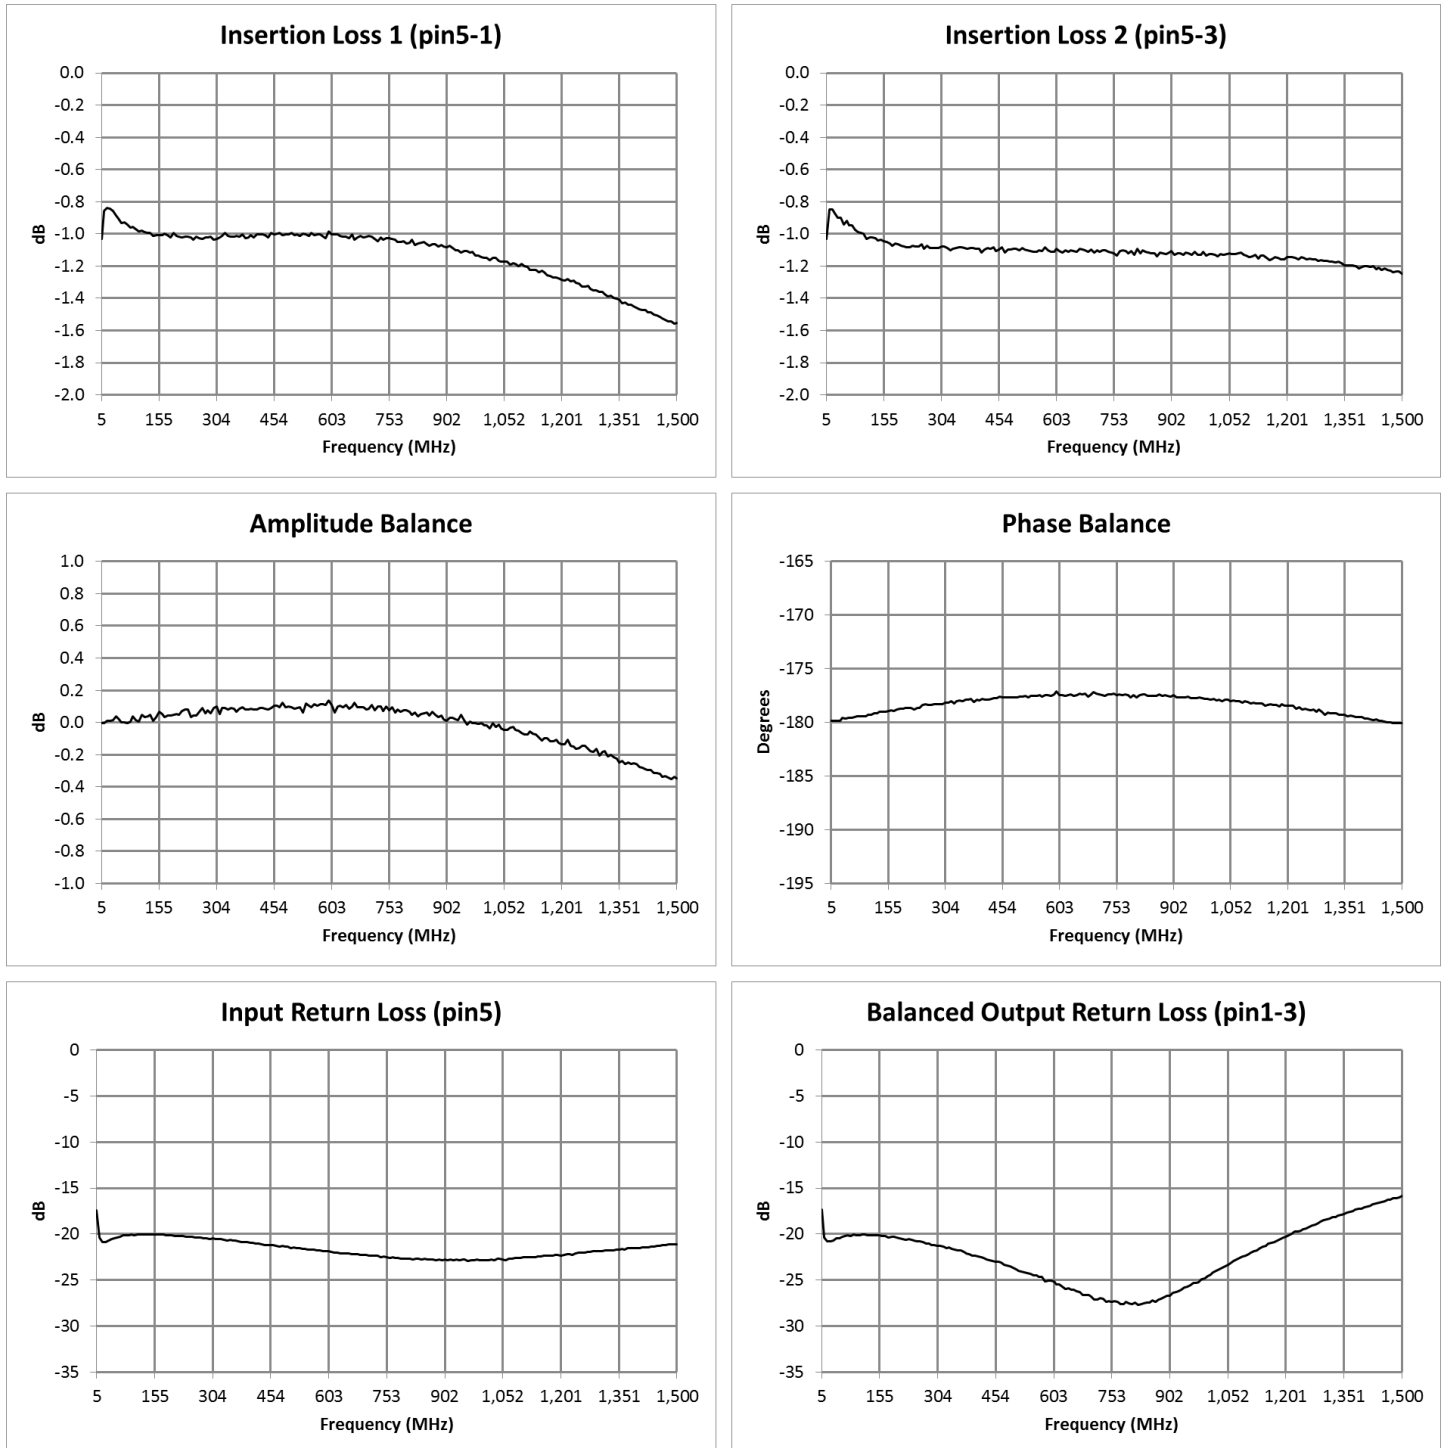 Insertion Loss 1 (pin5-1)
0.0
-0.2
-0.4
-0.6
-0.8
-1.0
-1.2
-1.4
-1.6
-1.8
-2.0
dB
5 155 304 454 603 753 902 1,052 1,201 1,351 1,500
Frequency (MHz)
Insertion Loss 2 (pin5-3)
0.0
-0.2
-0.4
-0.6
-0.8
-1.0
-1.2
-1.4
-1.6
-1.8
-2.0
dB
5 155 304 454 603 753 902 1,052 1,201 1,351 1,500
Frequency (MHz)
Amplitude Balance
1.0
0.8
0.6
0.4
0.2
0.0
-0.2
-0.4
-0.6
-0.8
-1.0
dB
5 155 304 454 603 753 902 1,052 1,201 1,351 1,500
Frequency (MHz)
Phase Balance
-165
-170
-175
-180
-185
-190
-195
Degrees
5 155 304 454 603 753 902 1,052 1,201 1,351 1,500
Frequency (MHz)
Input Return Loss (pin5)
0
-5
-10
-15
-20
-25
-30
-35
dB
5 155 304 454 603 753 902 1,052 1,201 1,351 1,500
Frequency (MHz)
Balanced Output Return Loss (pin1-3)
0
-5
-10
-15
-20
-25
-30
-35
dB
5 155 304 454 603 753 902 1,052 1,201 1,351 1,500
Frequency (MHz)